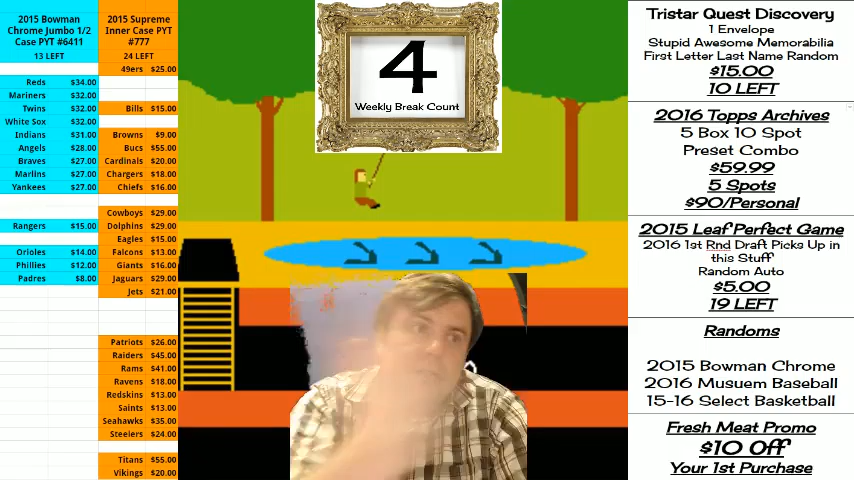 2015 Bowman
Chrome Jumbo 1/2
Case PYT #6411
13 LEFT
Reds $34.00
Mariners $32.00
Twins $32.00
White Sox $32.00
Indians $31.00
Angels $28.00
Braves $27.00
Marlins $27.00
Yankees $27.00
Rangers $15.00
Orioles $14.00
Phillies $12.00
Padres $8.00
2015 Supreme
Inner Case PYT
#777
24 LEFT
49ers $25.00
Bills $15.00
Browns $9.00
Bucs $55.00
Cardinals $20.00
Chargers $18.00
Chiefs $16.00
Cowboys $29.00
Dolphins $29.00
Eagles $15.00
Falcons $13.00
Giants $16.00
Jaguars $29.00
Jets $21.00
Patriots $26.00
Raiders $45.00
Rams $41.00
Ravens $18.00
Redskins $13.00
Saints $13.00
Seahawks $35.00
Steelers $24.00
Titans $55.00
Vikings $20.00
4
Weekly Break Count
Tristar Quest Discovery
1 Envelope
Stupid Awesome Memorabilia
First Letter Last Name Random
$15.00
10 LEFT
2016 Topps Archives
5 Box 10 Spot
Preset Combo
$59.99
5 Spots
$90/Personal
2015 Leaf Perfect Game
2016 1st Rnd Draft Picks Up in
this Stuff
Random Auto
$5.00
19 LEFT
Randoms
2015 Bowman Chrome
2016 Musuem Baseball
15-16 Select Basketball
Fresh Meat Promo
$10 Off
Your 1st Purchase